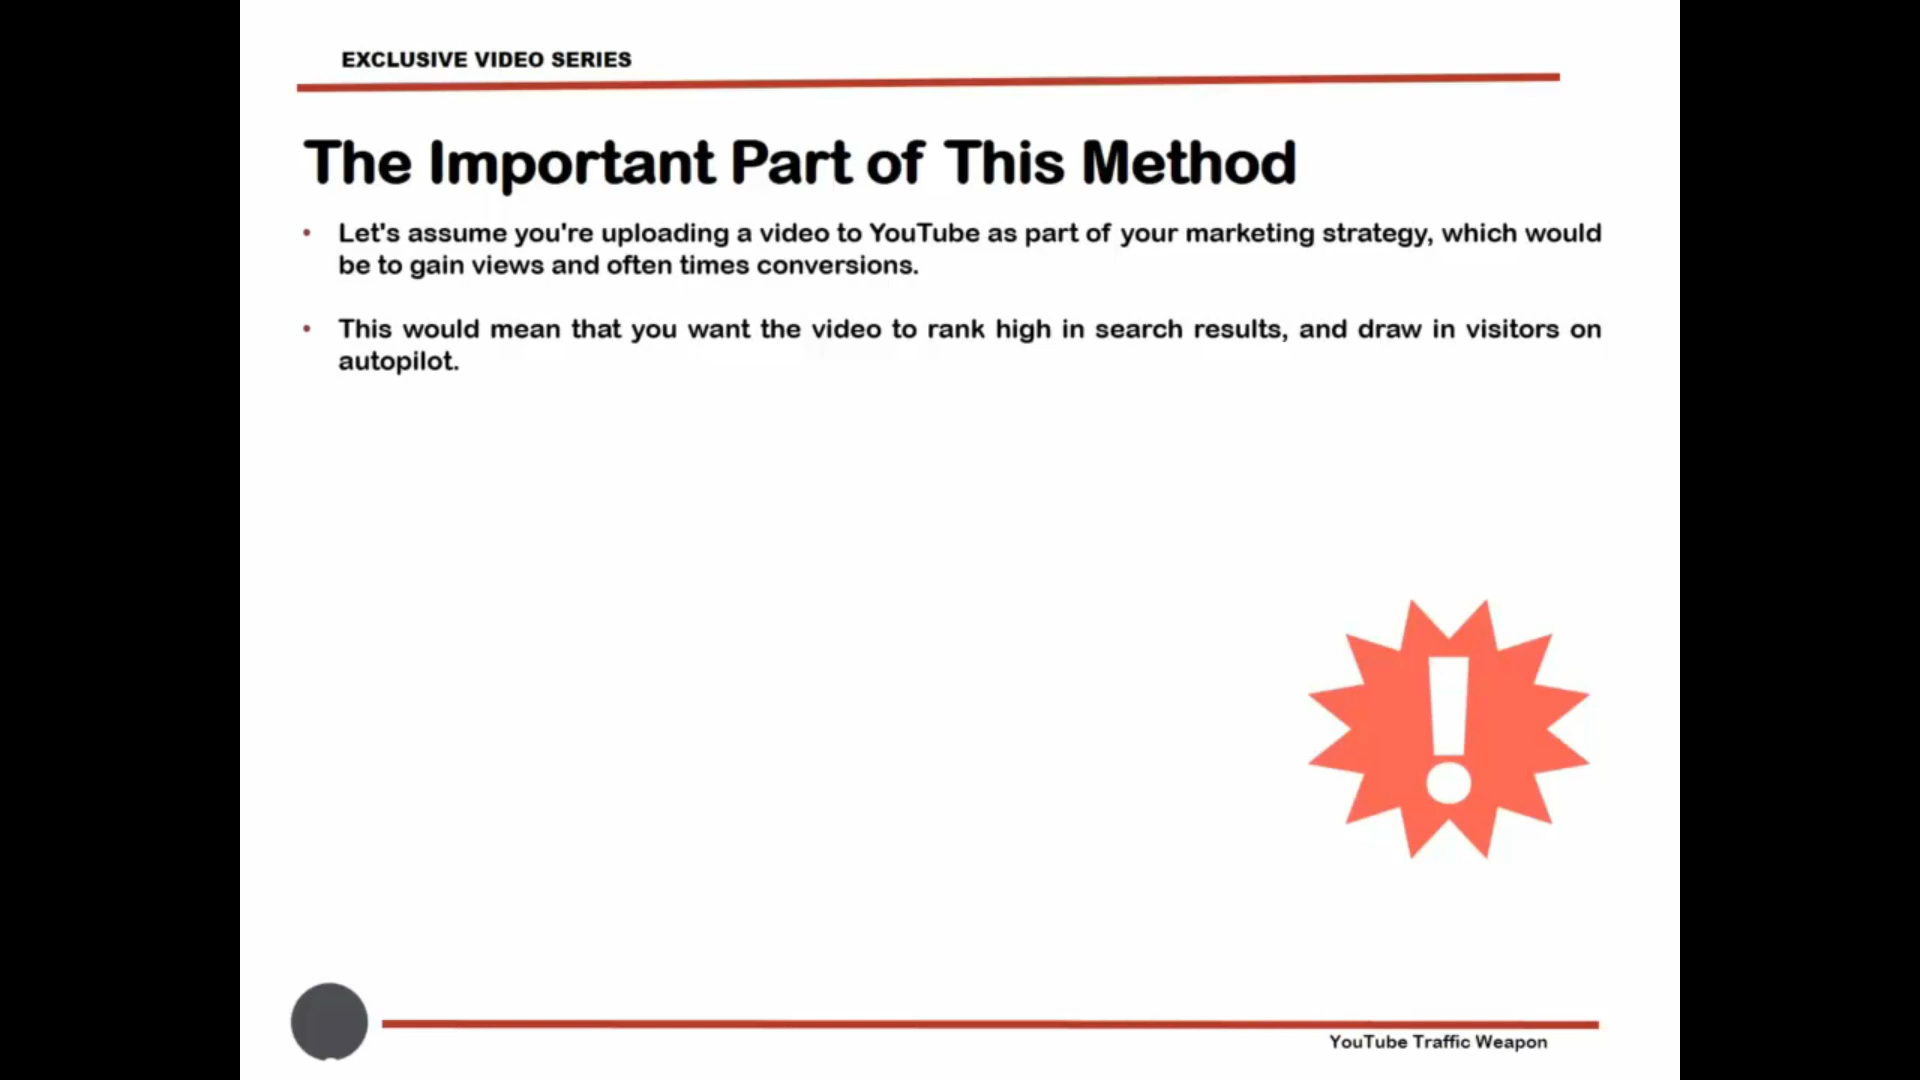 EXCLUSIVE VIDEO SERIES
The Important Part of This Method
• Let's assume you're uploading a video to YouTube as part of your marketing strategy, which would
be to gain views and often times conversions.
• This would mean that you want the video to rank high in search results, and draw in visitors on
autopilot.
!
YouTube Traffic Weapon